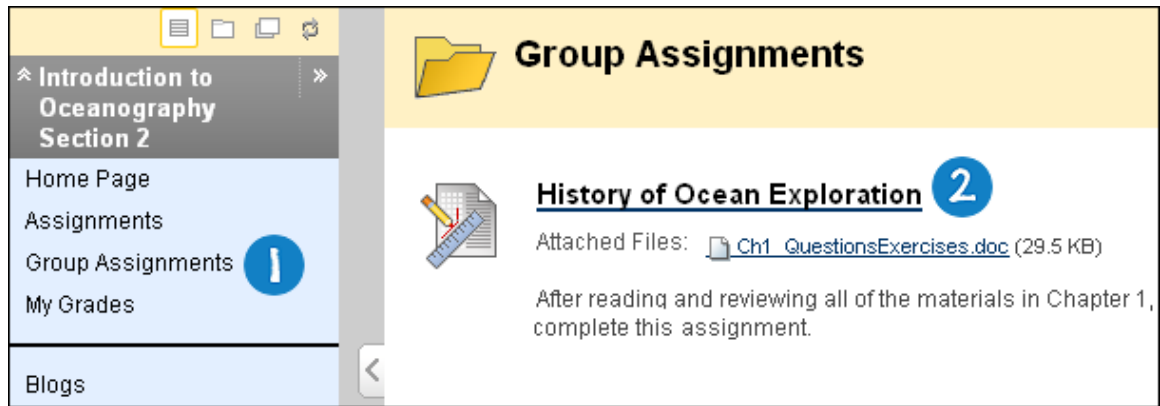 Introduction to
Oceanography
Section 2
Home Page
Assignments
Group Assignments 1
My Grades
Blogs
Group Assignments
History of Ocean Exploration 2
Attached Files: Ch1_QuestionsExercises.doc (29.5 KB)
After reading and reviewing all of the materials in Chapter 1,
complete this assignment.